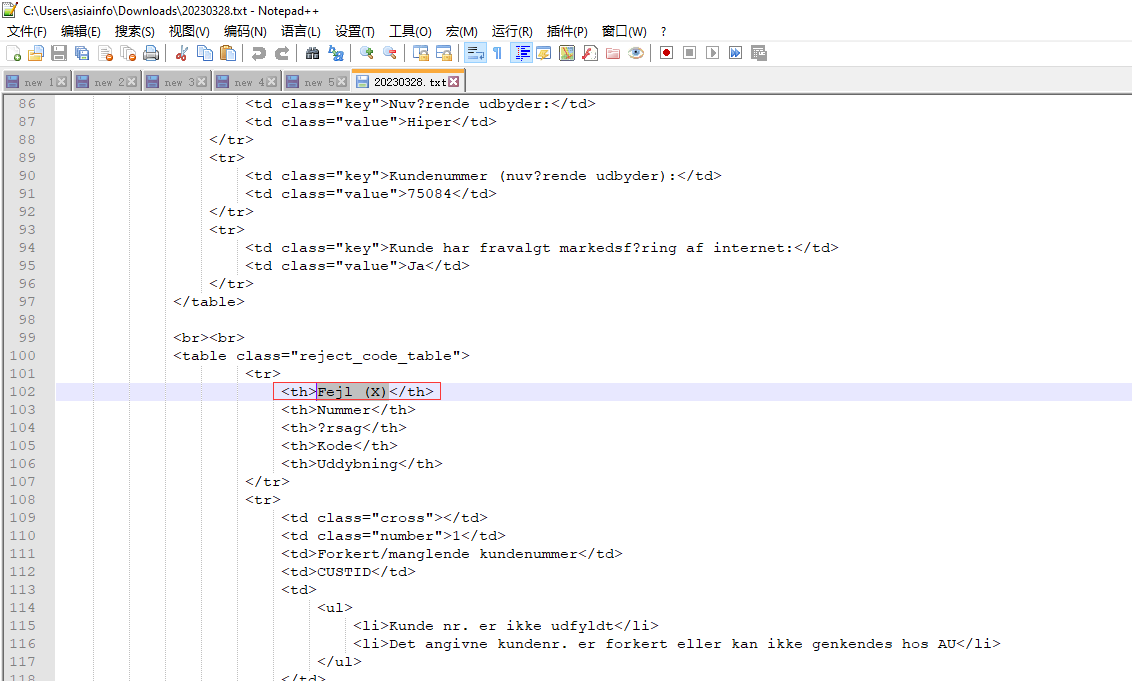 C:\Users\asiainfo\Downloads\20230328.txt - Notepad++
文件(F) 编辑(E) 搜索(S) 视图(V) 编码(N) 语言(L) 设置(T) 工具(O) 宏(M) 运行(R) 插件(P) 窗口(W) ?
new 1 new 2 new 3 new 4 new 5 20230328.txt
86 <td class="key">Nuv?rende udbyder:</td>
87 <td class="value">Hiper</td>
88 </tr>
89 <tr>
90 <td class="key">Kundenummer (nuv?rende udbyder):</td>
91 <td class="value">75084</td>
92 </tr>
93 <tr>
94 <td class="key">Kunde har fravalgt markedsf?ring af internet:</td>
95 <td class="value">Ja</td>
96 </tr>
97 </table>
98
99 <br><br>
100 <table class="reject_code_table">
101 <tr>
102 <th>Fejl (X)</th>
103 <th>Nummer</th>
104 <th>?rsag</th>
105 <th>Kode</th>
106 <th>Uddybning</th>
107 </tr>
108 <tr>
109 <td class="cross"></td>
110 <td class="number">1</td>
111 <td>Forkert/manglende kundenummer</td>
112 <td>CUSTID</td>
113 <td>
114 <ul>
115 <li>Kunde nr. er ikke udfyldt</li>
116 <li>Det angivne kundenr. er forkert eller kan ikke genkendes hos AU</li>
117 </ul>
118 </td>